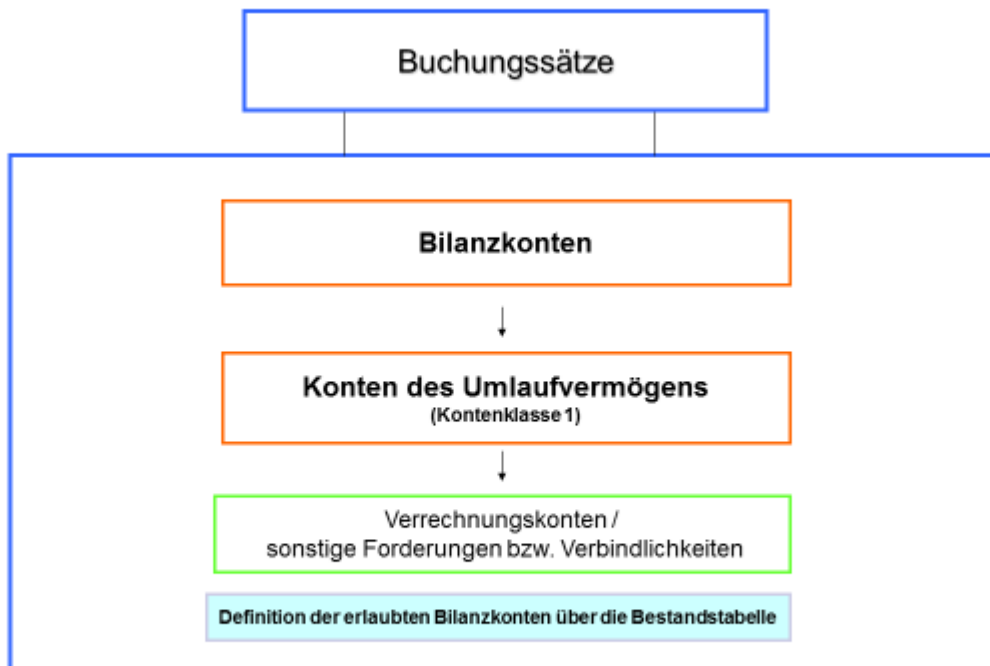 Buchungssätze
Bilanzkonten
Konten des Umlaufvermögens
(Kontenklasse 1)
Verrechnungskonten /
sonstige Forderungen bzw. Verbindlichkeiten
Definition der erlaubten Bilanzkonten über die Bestandstabelle